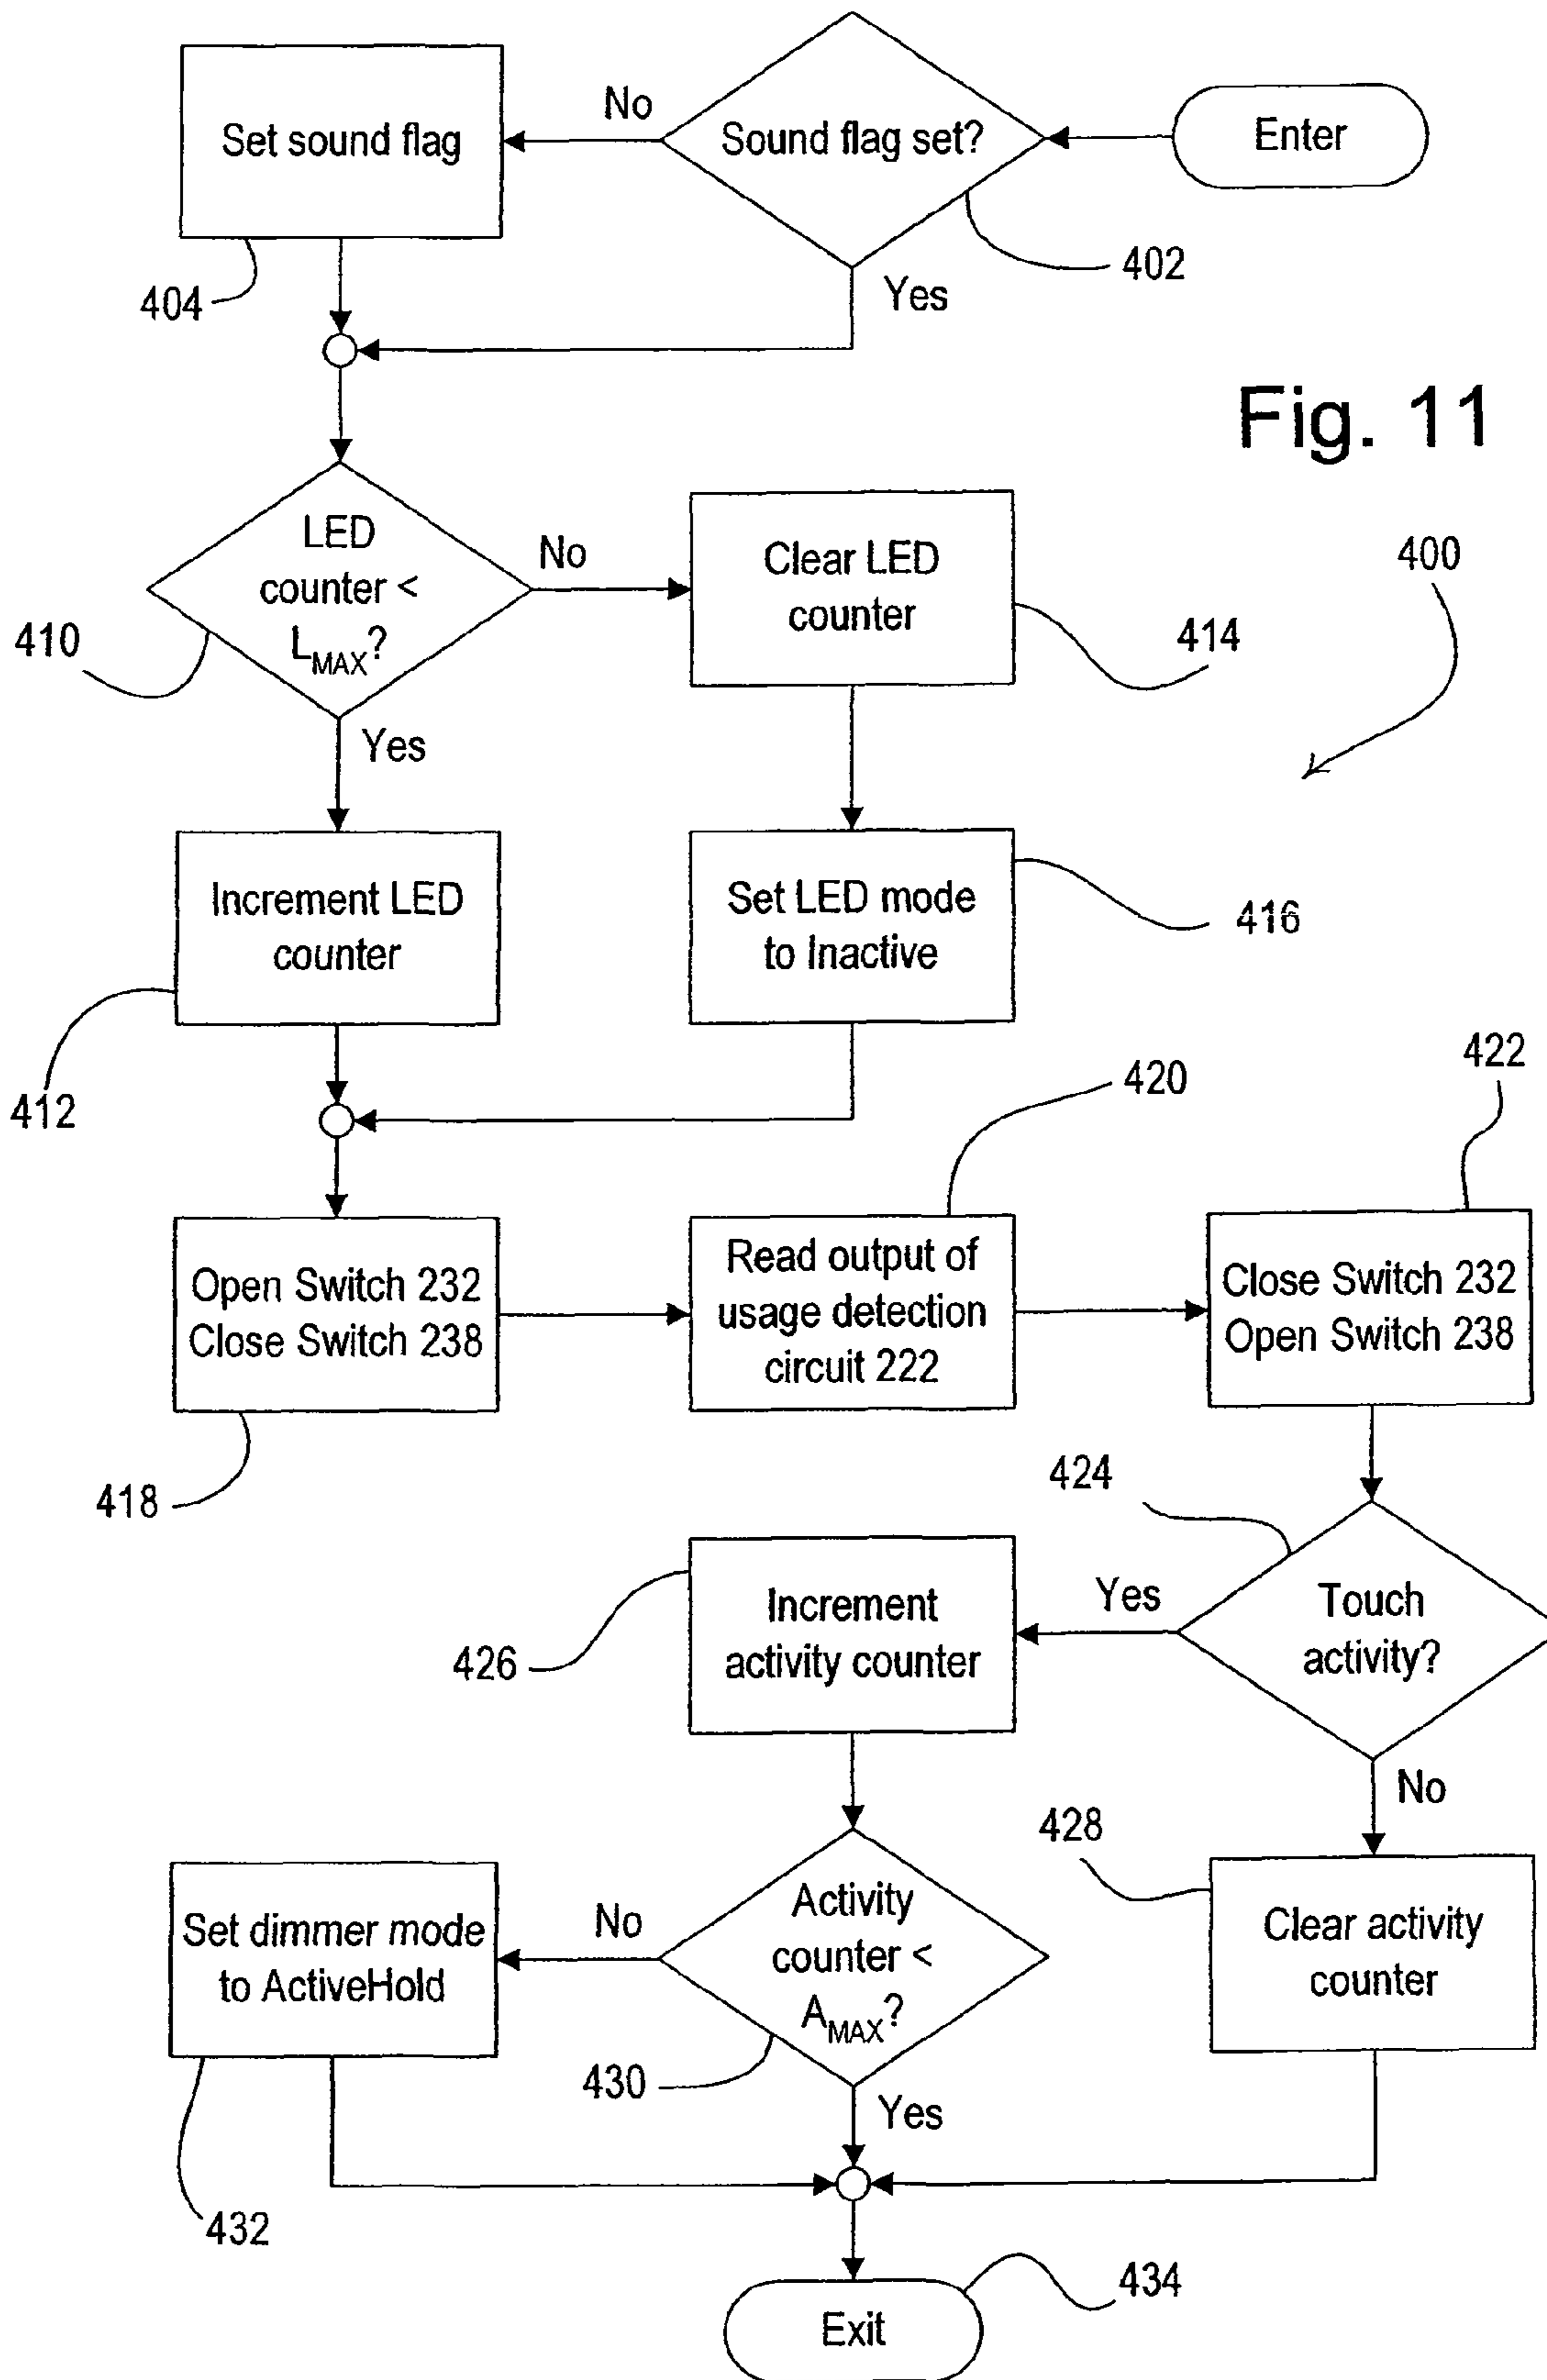 Set sound flag
No
Sound flag set?
Enter
404
Yes
402
Fig. 11
LED
counter <
LMAX?
No
Clear LED
counter
400
410
414
Yes
Increment LED
counter
Set LED mode
to Inactive
416
412
420
422
Open Switch 232
Close Switch 238
Read output of
usage detection
circuit 222
Close Switch 232
Open Switch 238
418
424
Increment
activity counter
Yes
Touch
activity?
426
No
428
Set dimmer mode
to ActiveHold
No
Activity
counter <
AMAX?
Clear activity
counter
430
Yes
432
434
Exit